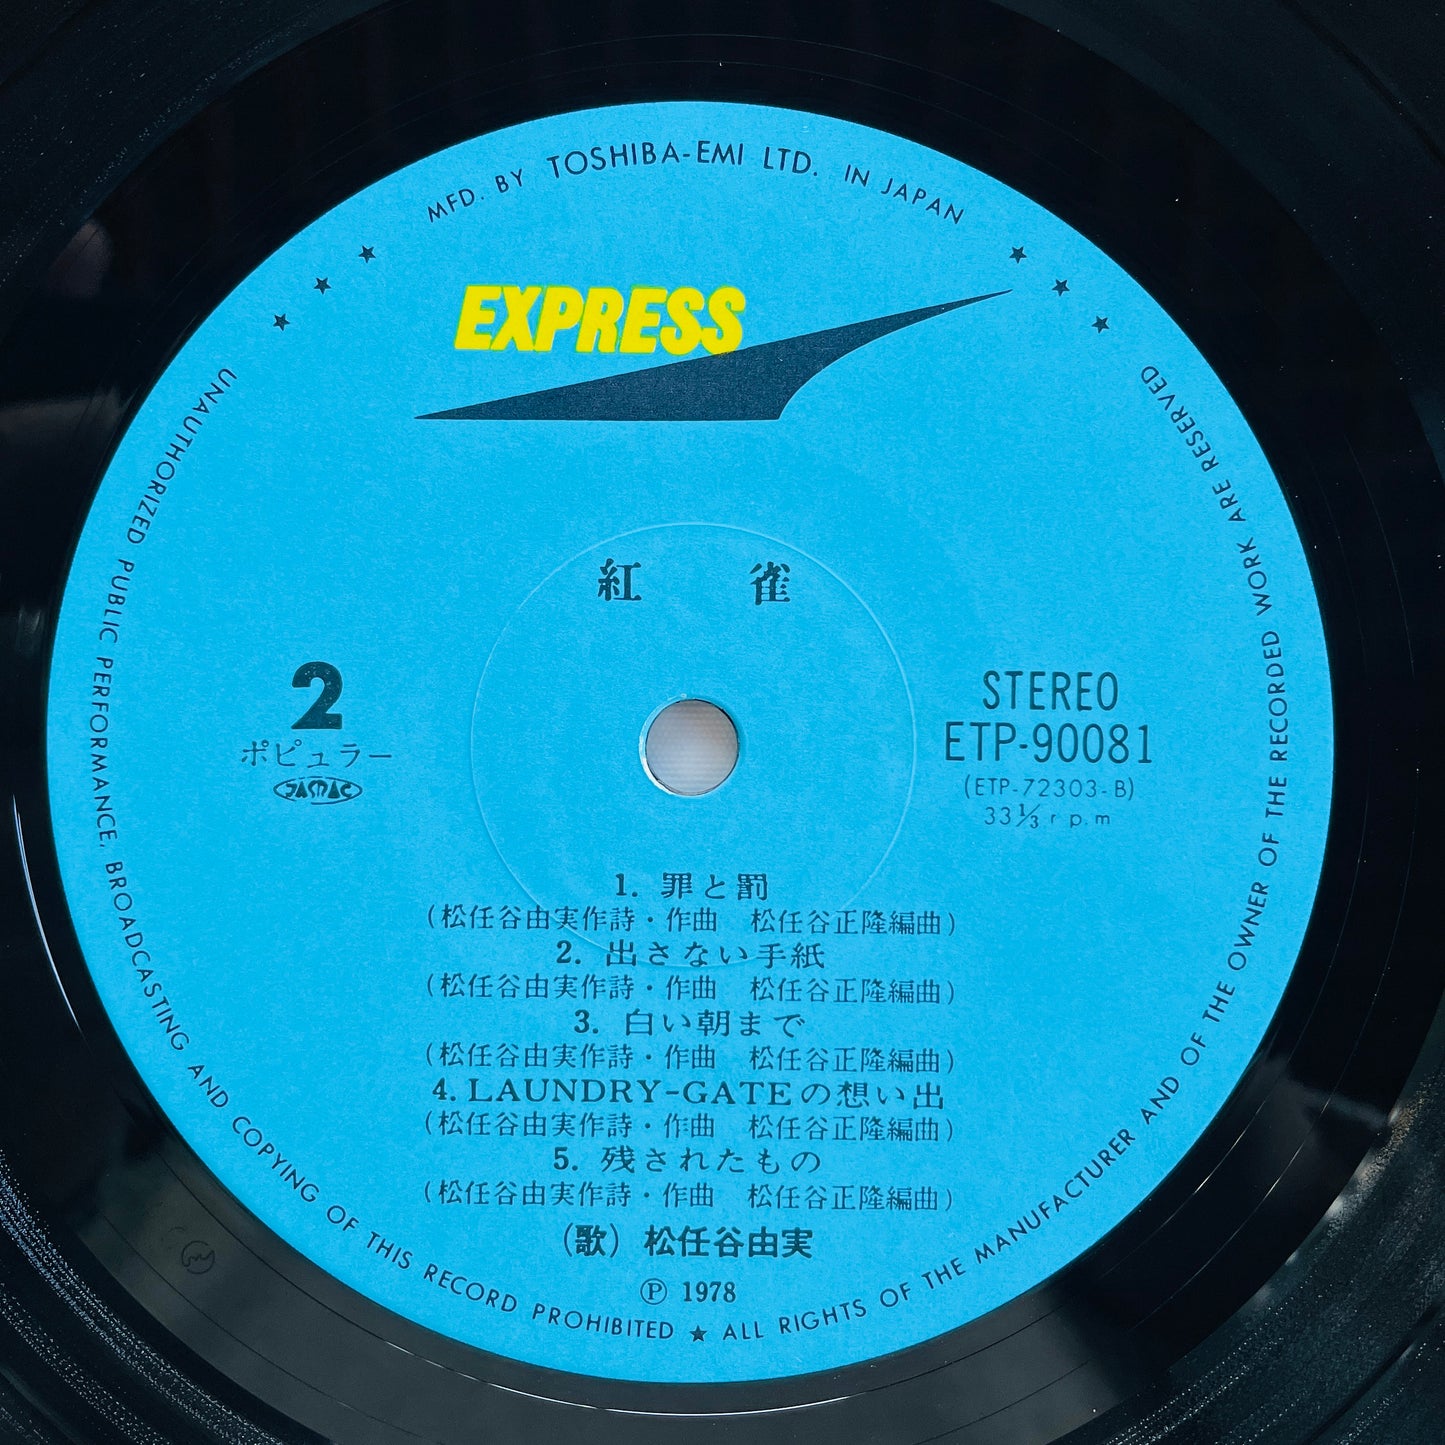 MFD. BY TOSHIBA-EMI LTD. IN JAPAN
EXPRESS
紅 雀
2
ポピュラー
JASRAC
STEREO
ETP-90081
(ETP-72303-B)
33⅓ r.p.m
1. 罪と罰
(松任谷由実作詩・作曲 松任谷正隆編曲)
2. 出さない手紙
(松任谷由実作詩・作曲 松任谷正隆編曲)
3. 白い朝まで
(松任谷由実作詩・作曲 松任谷正隆編曲)
4. LAUNDRY-GATEの想い出
(松任谷由実作詩・作曲 松任谷正隆編曲)
5. 残されたもの
(松任谷由実作詩・作曲 松任谷正隆編曲)
(歌) 松任谷由実
℗ 1978
UNAUTHORIZED PUBLIC PERFORMANCE, BROADCASTING AND COPYING OF THIS RECORD PROHIBITED ★ ALL RIGHTS OF THE MANUFACTURER AND OF THE OWNER OF THE RECORDED WORK ARE RESERVED